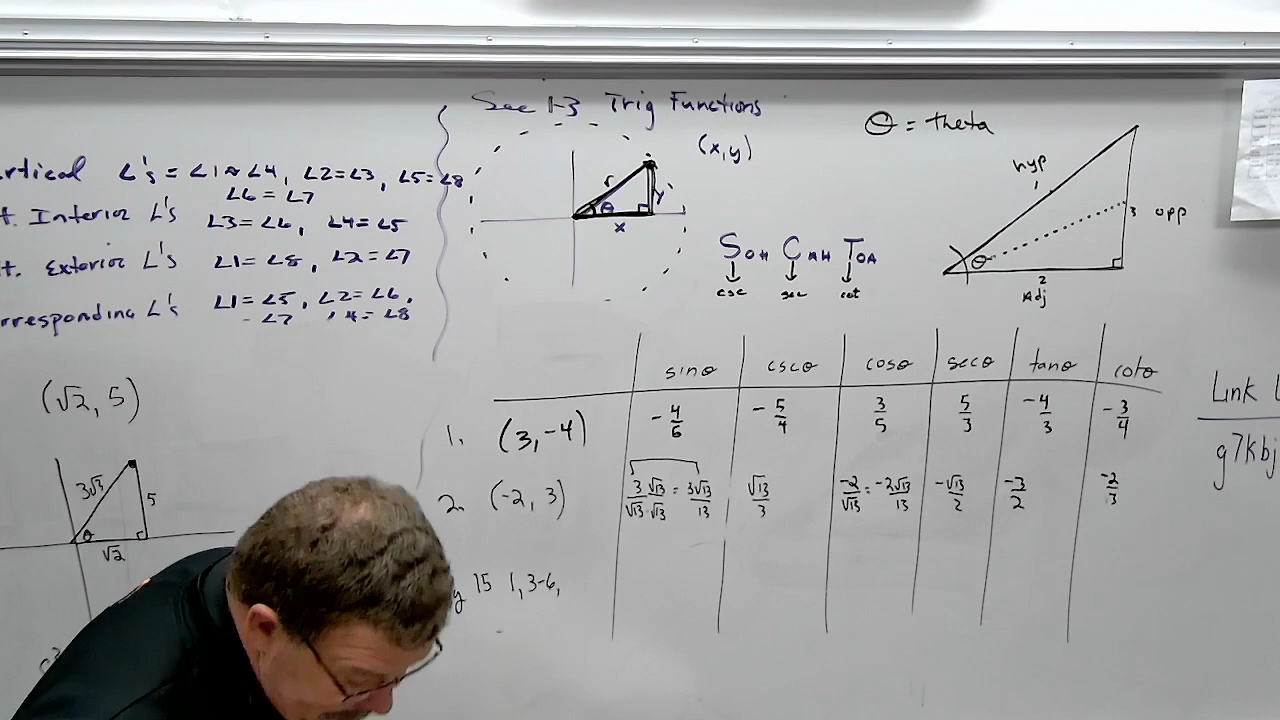 Sec 1-3 Trig Functions
(x,y)
r
θ
y
x
θ = theta
hyp
3 opp
θ
2
Adj
SOH CAH TOA
csc sec cot
∠'s = ∠1 ≅ ∠4, ∠2=∠3, ∠5=∠8
∠6 = ∠7
Interior ∠'s ∠3=∠6, ∠4=∠5
Exterior ∠'s ∠1=∠8, ∠2=∠7
∠'s ∠1=∠5, ∠2=∠6,
∠7 ∠4=∠8
(√2, 5)
5
θ
√2
sinθ cscθ cosθ secθ tanθ cotθ
1. (3,-4) -4/6 -5/4 3/5 5/3 -4/3 -3/4
2. (-2, 3) 3/√13 √13/√13 = 3√13/13 √13/3 -2/√13 = -2√13/13 -√13/2 -3/2 -2/3
15 1, 3-6,
Link
g7kbj